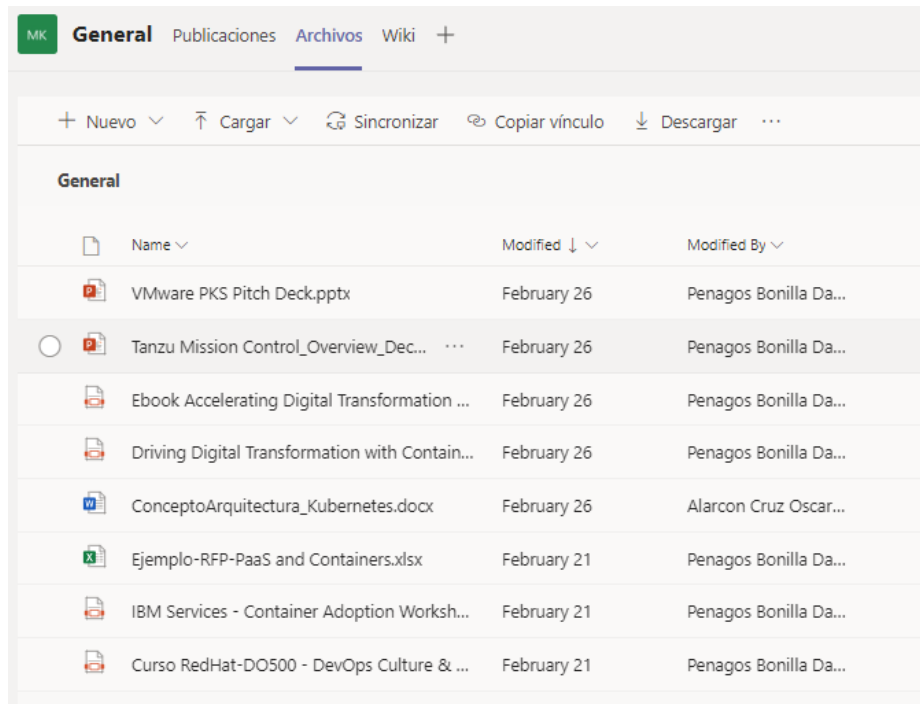 MK General Publicaciones Archivos Wiki +
+ Nuevo Cargar Sincronizar Copiar vínculo Descargar ...
General
Name Modified ↓ Modified By
VMware PKS Pitch Deck.pptx February 26 Penagos Bonilla Da...
Tanzu Mission Control_Overview_Dec... ... February 26 Penagos Bonilla Da...
Ebook Accelerating Digital Transformation ... February 26 Penagos Bonilla Da...
Driving Digital Transformation with Contain... February 26 Penagos Bonilla Da...
ConceptoArquitectura_Kubernetes.docx February 26 Alarcon Cruz Oscar...
Ejemplo-RFP-PaaS and Containers.xlsx February 21 Penagos Bonilla Da...
IBM Services - Container Adoption Worksh... February 21 Penagos Bonilla Da...
Curso RedHat-DO500 - DevOps Culture & ... February 21 Penagos Bonilla Da...